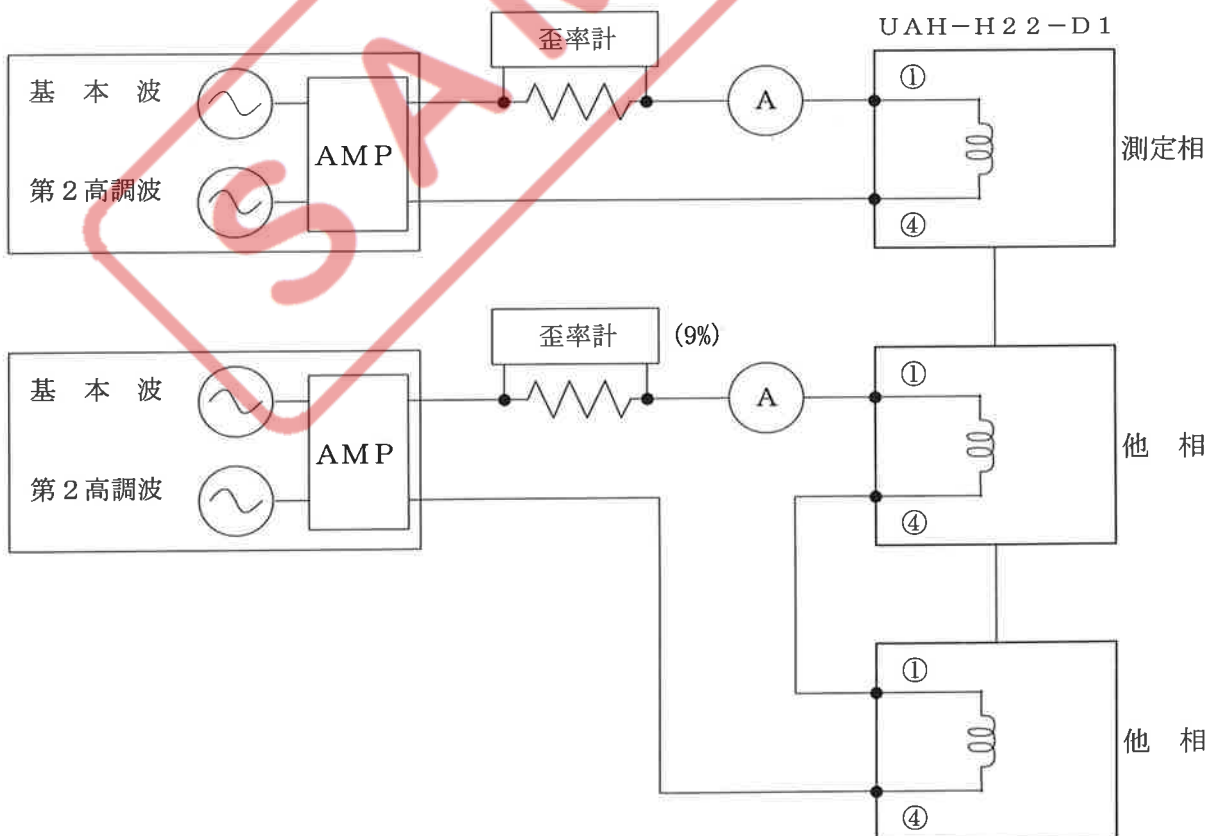 UAH-H22-D1
歪率計
基本波
第2高調波
AMP
A
①
④
測定相
歪率計 (9%)
基本波
第2高調波
AMP
A
①
④
他相
①
④
他相
SAM